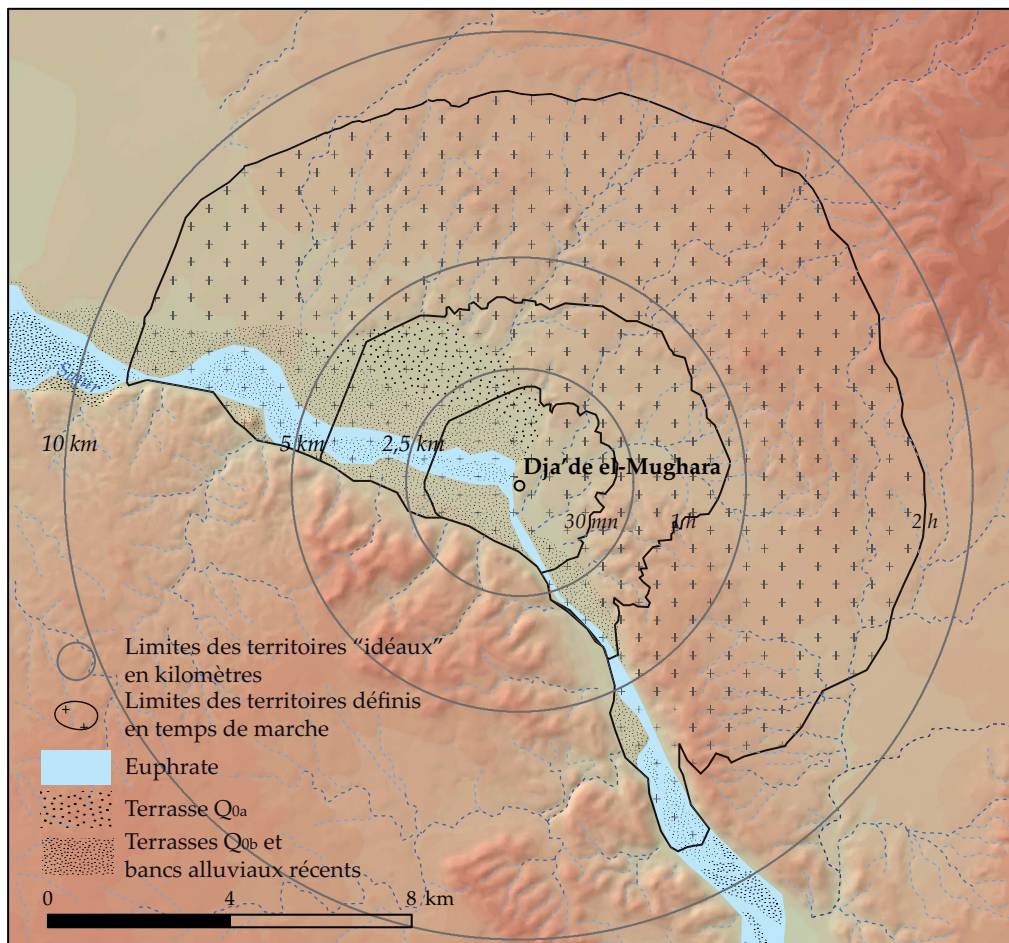 Sajur
10 km
5 km
2,5 km
Dja’de el-Mughara
30 mn
1 h
2 h
Limites des territoires “idéaux”
en kilomètres
Limites des territoires définis
en temps de marche
Euphrate
Terrasse Q0a
Terrasses Q0b et
bancs alluviaux récents
0
4
8 km